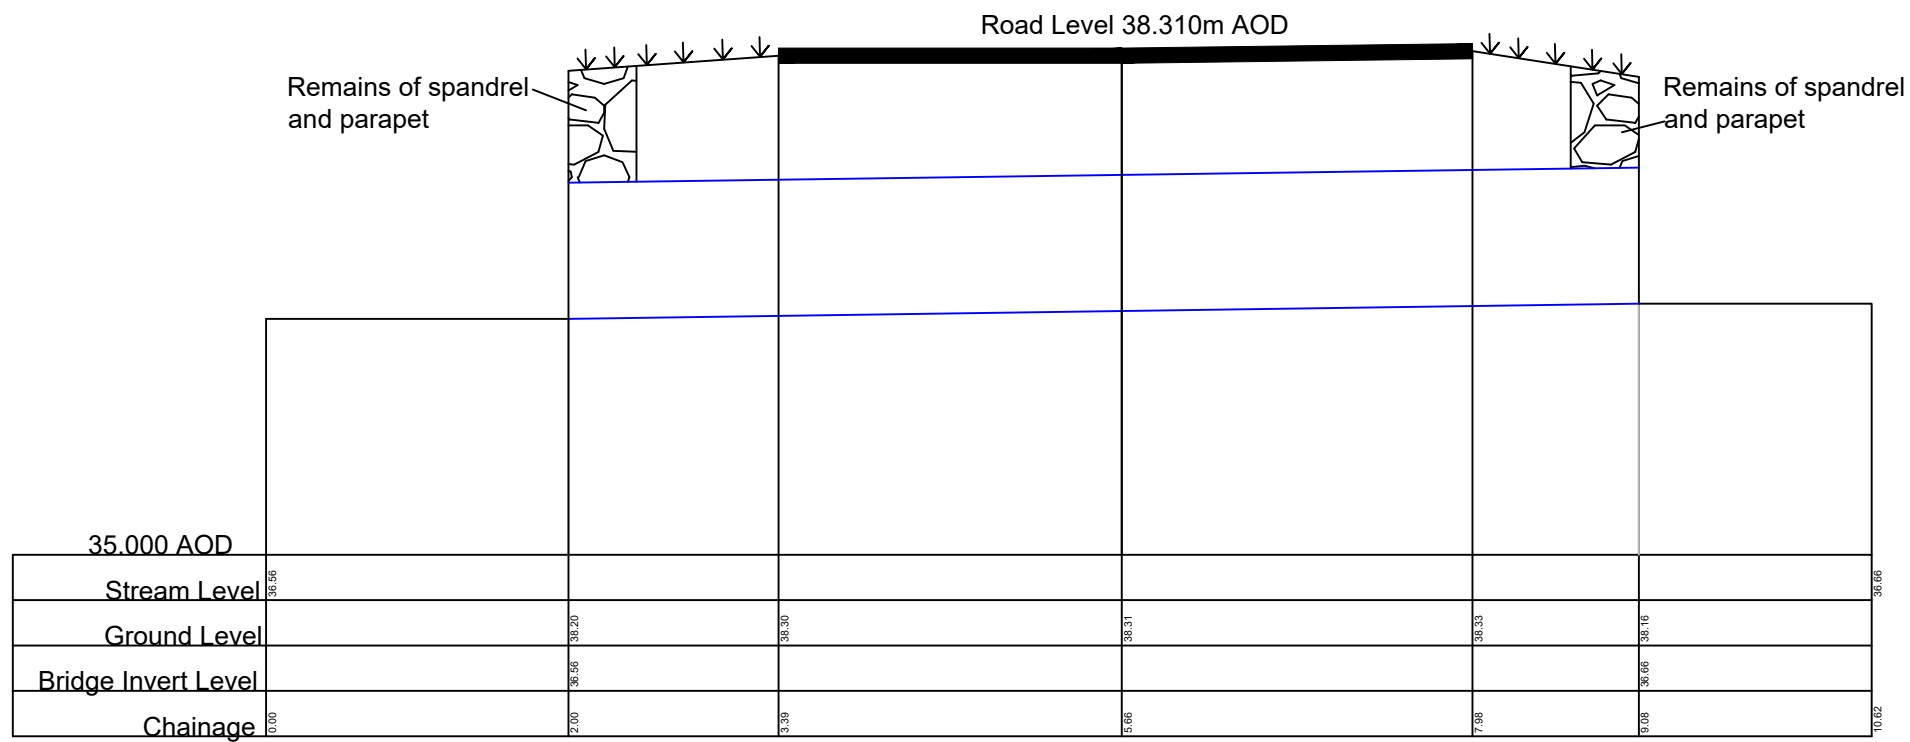 Road Level 38.310m AOD
Remains of spandrel
and parapet
Remains of spandrel
and parapet
35.000 AOD
Stream Level 36.56 36.66
Ground Level 38.20 38.30 38.31 38.33 38.16
Bridge Invert Level 36.56 36.66
Chainage 0.00 2.00 3.39 5.66 7.98 9.08 10.62